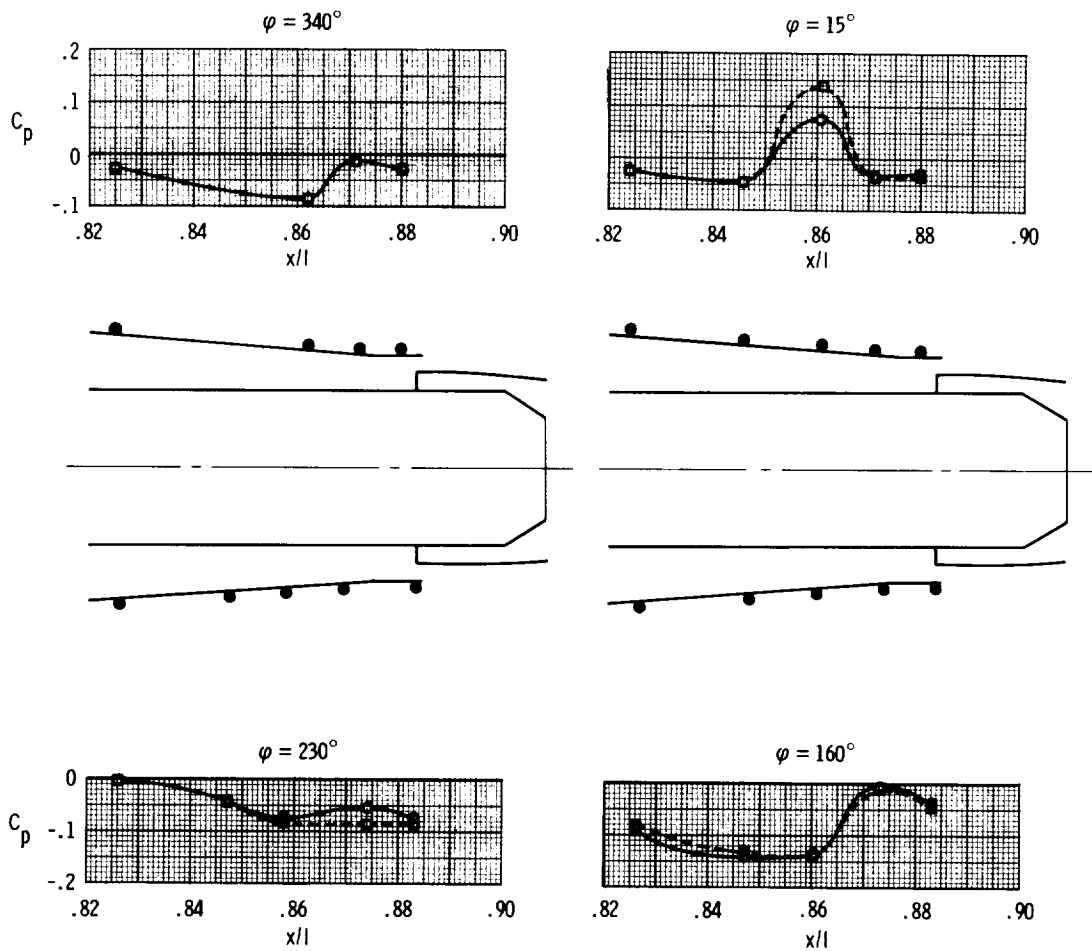 φ = 340°
φ = 15°
.2
.1
0
-.1
C_p
.82 .84 .86 .88 .90
x/l
.82 .84 .86 .88 .90
x/l
φ = 230°
φ = 160°
0
-.1
-.2
C_p
.82 .84 .86 .88 .90
x/l
.82 .84 .86 .88 .90
x/l